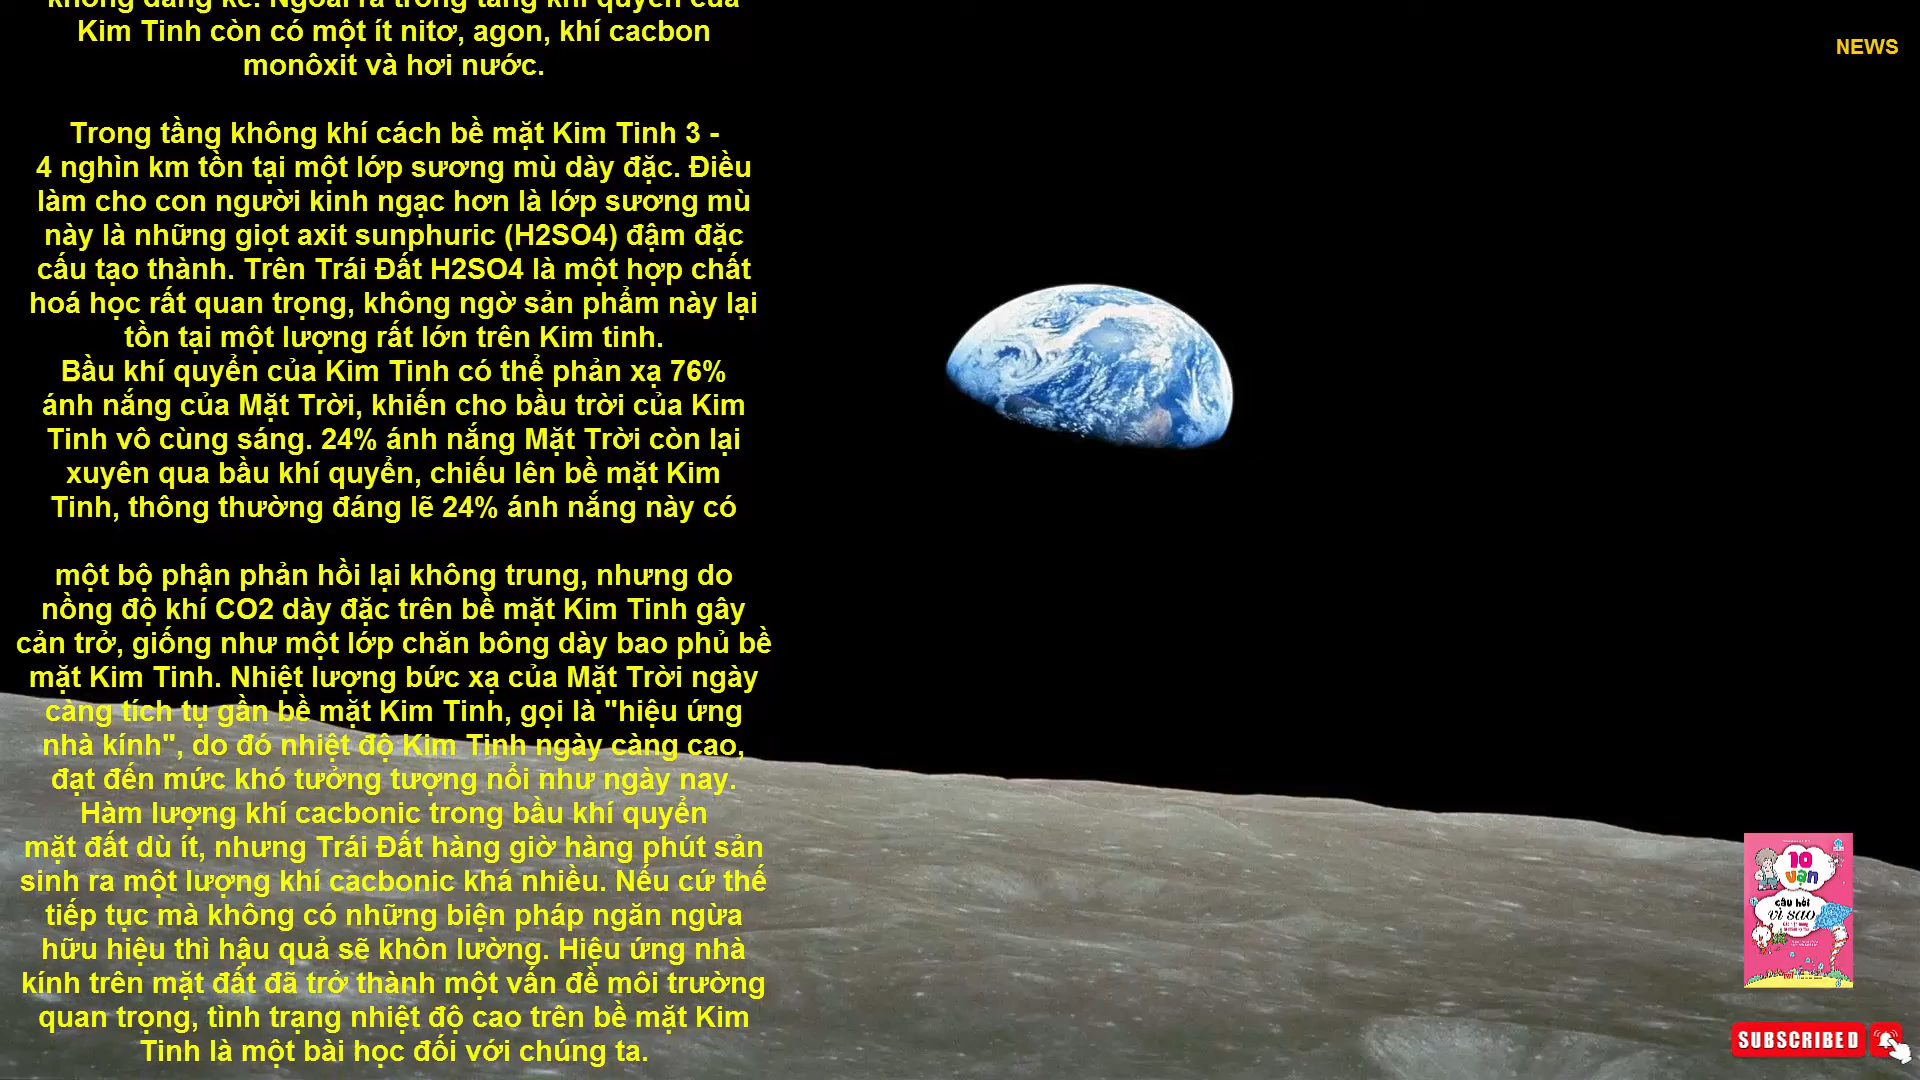 không đáng kể. Ngoài ra trong tầng khí quyển của
Kim Tinh còn có một ít nitơ, agon, khí cacbon
monôxit và hơi nước.
Trong tầng không khí cách bề mặt Kim Tinh 3 -
4 nghìn km tồn tại một lớp sương mù dày đặc. Điều
làm cho con người kinh ngạc hơn là lớp sương mù
này là những giọt axit sunphuric (H2SO4) đậm đặc
cấu tạo thành. Trên Trái Đất H2SO4 là một hợp chất
hoá học rất quan trọng, không ngờ sản phẩm này lại
tồn tại một lượng rất lớn trên Kim tinh.
Bầu khí quyển của Kim Tinh có thể phản xạ 76%
ánh nắng của Mặt Trời, khiến cho bầu trời của Kim
Tinh vô cùng sáng. 24% ánh nắng Mặt Trời còn lại
xuyên qua bầu khí quyển, chiếu lên bề mặt Kim
Tinh, thông thường đáng lẽ 24% ánh nắng này có
một bộ phận phản hồi lại không trung, nhưng do
nồng độ khí CO2 dày đặc trên bề mặt Kim Tinh gây
cản trở, giống như một lớp chăn bông dày bao phủ bề
mặt Kim Tinh. Nhiệt lượng bức xạ của Mặt Trời ngày
càng tích tụ gần bề mặt Kim Tinh, gọi là "hiệu ứng
nhà kính", do đó nhiệt độ Kim Tinh ngày càng cao,
đạt đến mức khó tưởng tượng nổi như ngày nay.
Hàm lượng khí cacbonic trong bầu khí quyển
mặt đất dù ít, nhưng Trái Đất hàng giờ hàng phút sản
sinh ra một lượng khí cacbonic khá nhiều. Nếu cứ thế
tiếp tục mà không có những biện pháp ngăn ngừa
hữu hiệu thì hậu quả sẽ khôn lường. Hiệu ứng nhà
kính trên mặt đất đã trở thành một vấn đề môi trường
quan trọng, tình trạng nhiệt độ cao trên bề mặt Kim
Tinh là một bài học đối với chúng ta.
NEWS
10
vạn
câu hỏi
vì sao
SUBSCRIBED